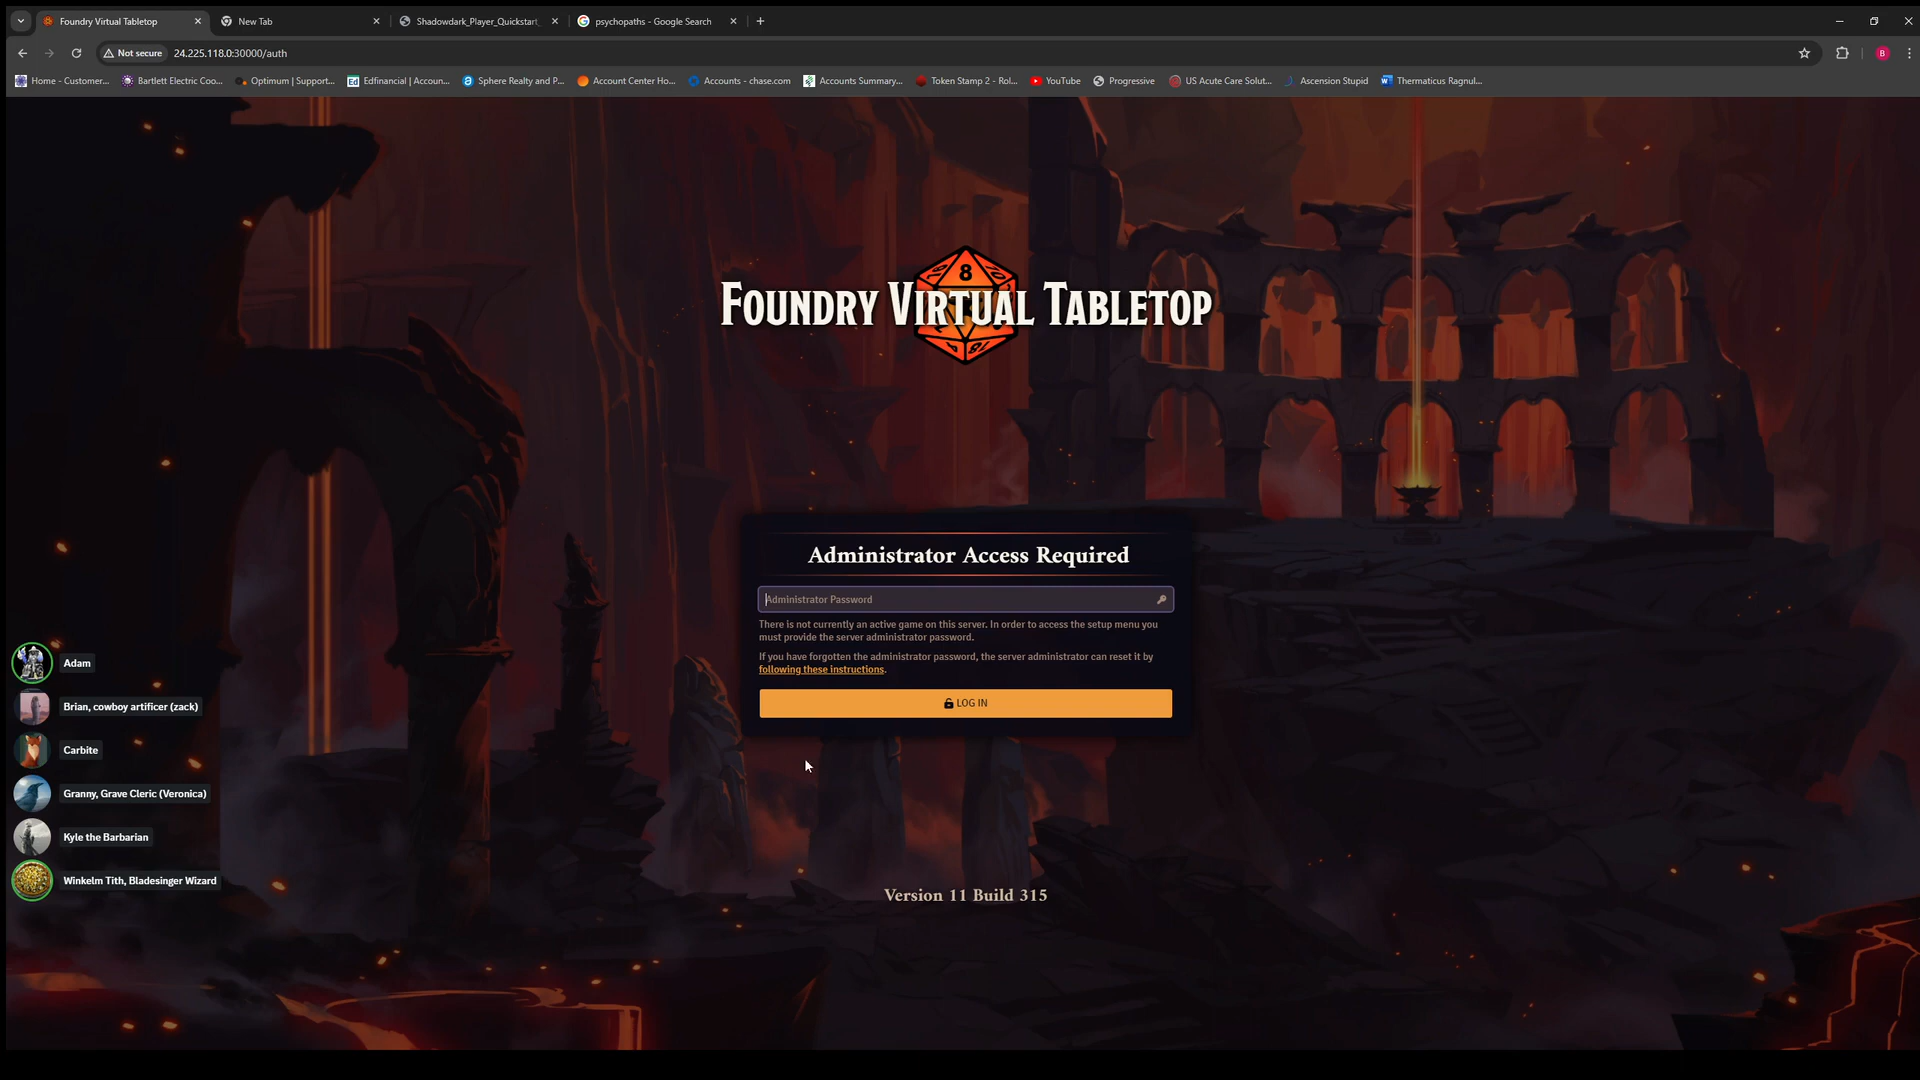 Foundry Virtual Tabletop
New Tab
Shadowdark_Player_Quickstart
psychopaths - Google Search
Not secure
24.225.118.0:30000/auth
B
Home - Customer...
Bartlett Electric Coo...
Optimum | Support...
Edfinancial | Accoun...
Sphere Realty and P...
Account Center Ho...
Accounts - chase.com
Accounts Summary...
Token Stamp 2 - Rol...
YouTube
Progressive
US Acute Care Solut...
Ascension Stupid
Thermaticus Ragnul...
8
FOUNDRY VIRTUAL TABLETOP
Administrator Access Required
Administrator Password
There is not currently an active game on this server. In order to access the setup menu you
must provide the server administrator password.
If you have forgotten the administrator password, the server administrator can reset it by
following these instructions.
LOG IN
Adam
Brian, cowboy artificer (zack)
Carbite
Granny, Grave Cleric (Veronica)
Kyle the Barbarian
Winkelm Tith, Bladesinger Wizard
Version 11 Build 315